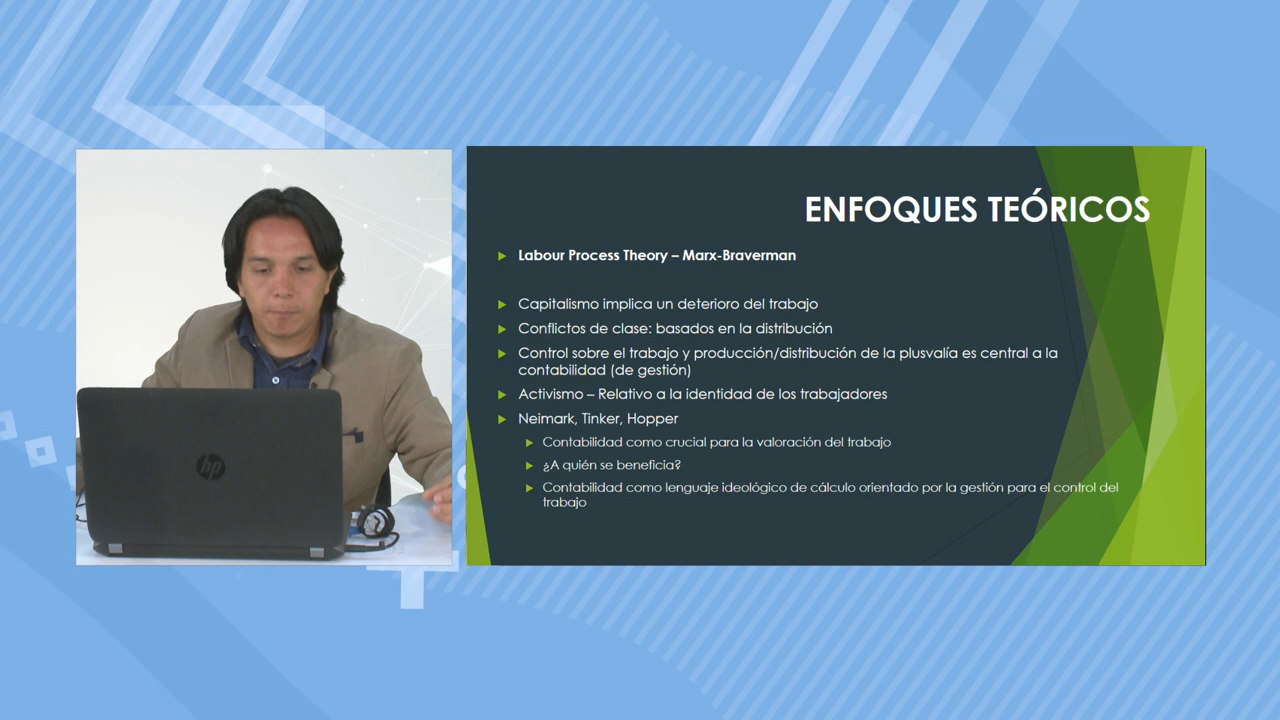 ENFOQUES TEÓRICOS
Labour Process Theory – Marx-Braverman
Capitalismo implica un deterioro del trabajo
Conflictos de clase: basados en la distribución
Control sobre el trabajo y producción/distribución de la plusvalía es central a la
contabilidad (de gestión)
Activismo – Relativo a la identidad de los trabajadores
Neimark, Tinker, Hopper
Contabilidad como crucial para la valoración del trabajo
¿A quién se beneficia?
Contabilidad como lenguaje ideológico de cálculo orientado por la gestión para el control del
trabajo
hp